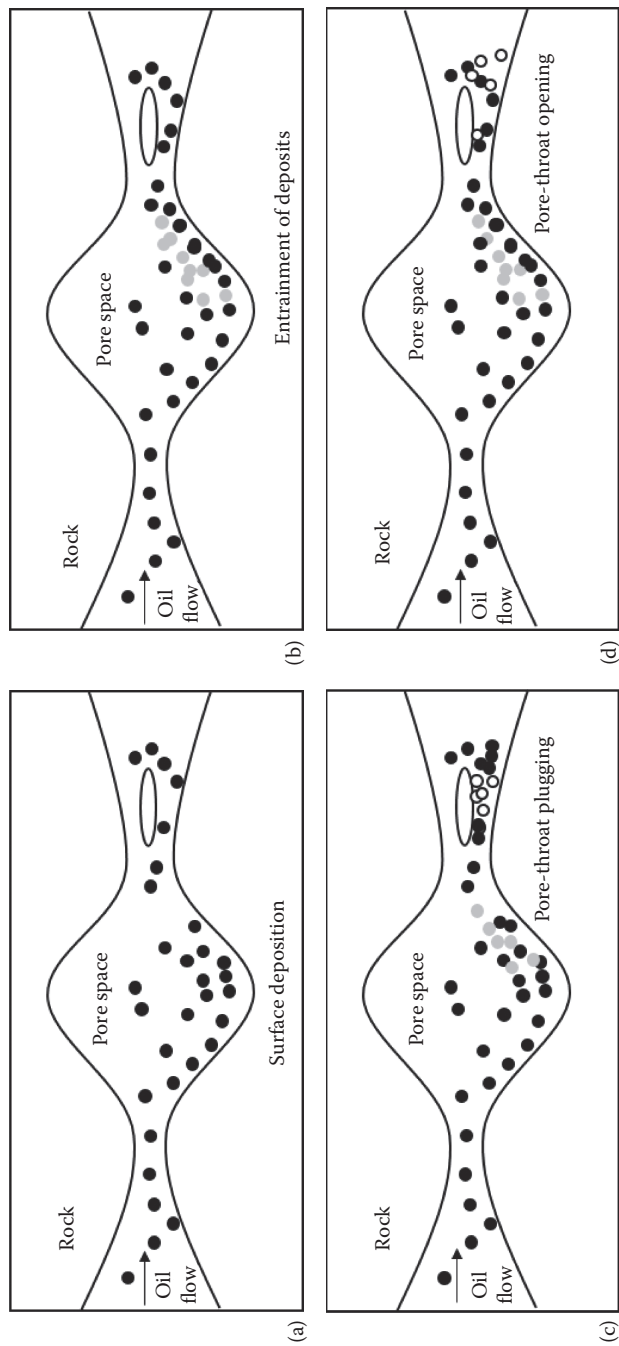 Rock
Pore space
Oil
flow
Surface deposition
(a)
Rock
Pore space
Oil
flow
Entrainment of deposits
(b)
Rock
Pore space
Oil
flow
Pore-throat plugging
(c)
Rock
Pore space
Oil
flow
Pore-throat opening
(d)